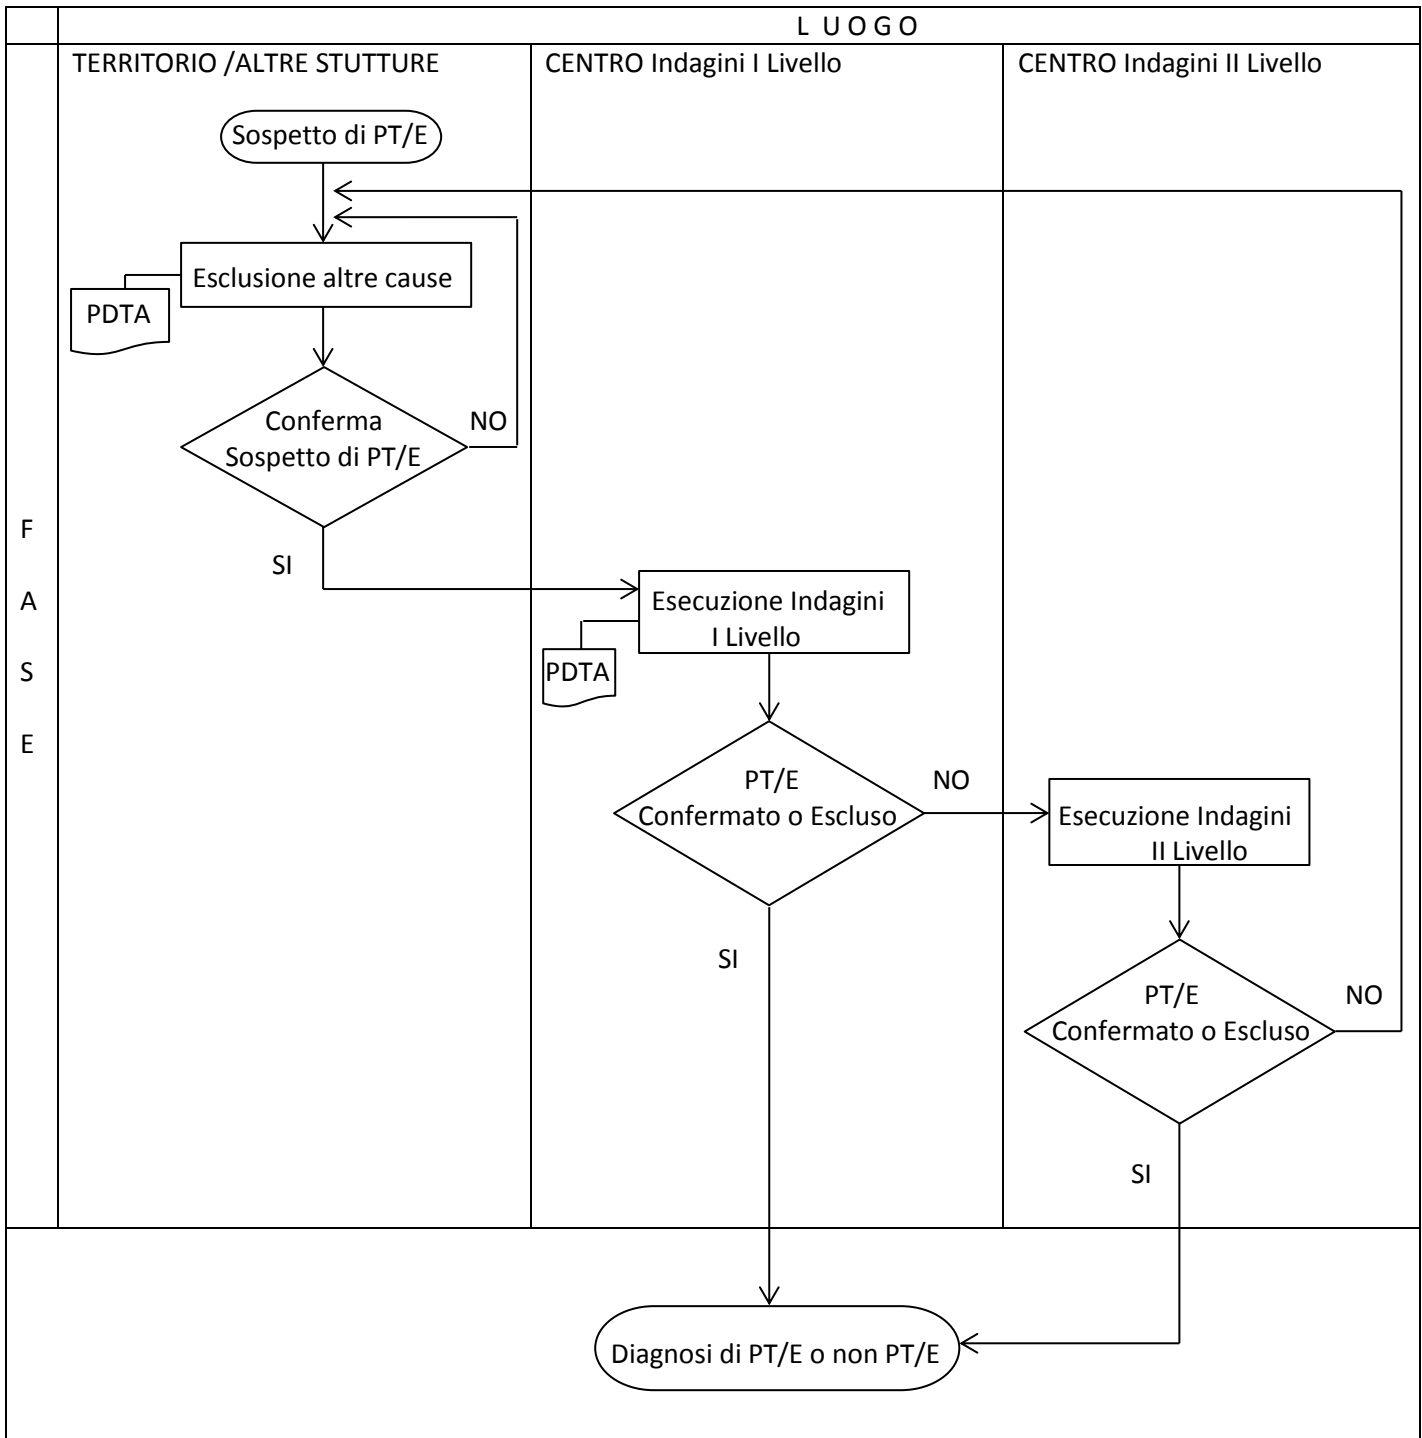 L U O G O
TERRITORIO /ALTRE STUTTURE
CENTRO Indagini I Livello
CENTRO Indagini II Livello
F
A
S
E
Sospetto di PT/E
Esclusione altre cause
PDTA
Conferma
Sospetto di PT/E
NO
SI
Esecuzione Indagini
I Livello
PDTA
PT/E
Confermato o Escluso
NO
SI
Esecuzione Indagini
II Livello
PT/E
Confermato o Escluso
NO
SI
Diagnosi di PT/E o non PT/E